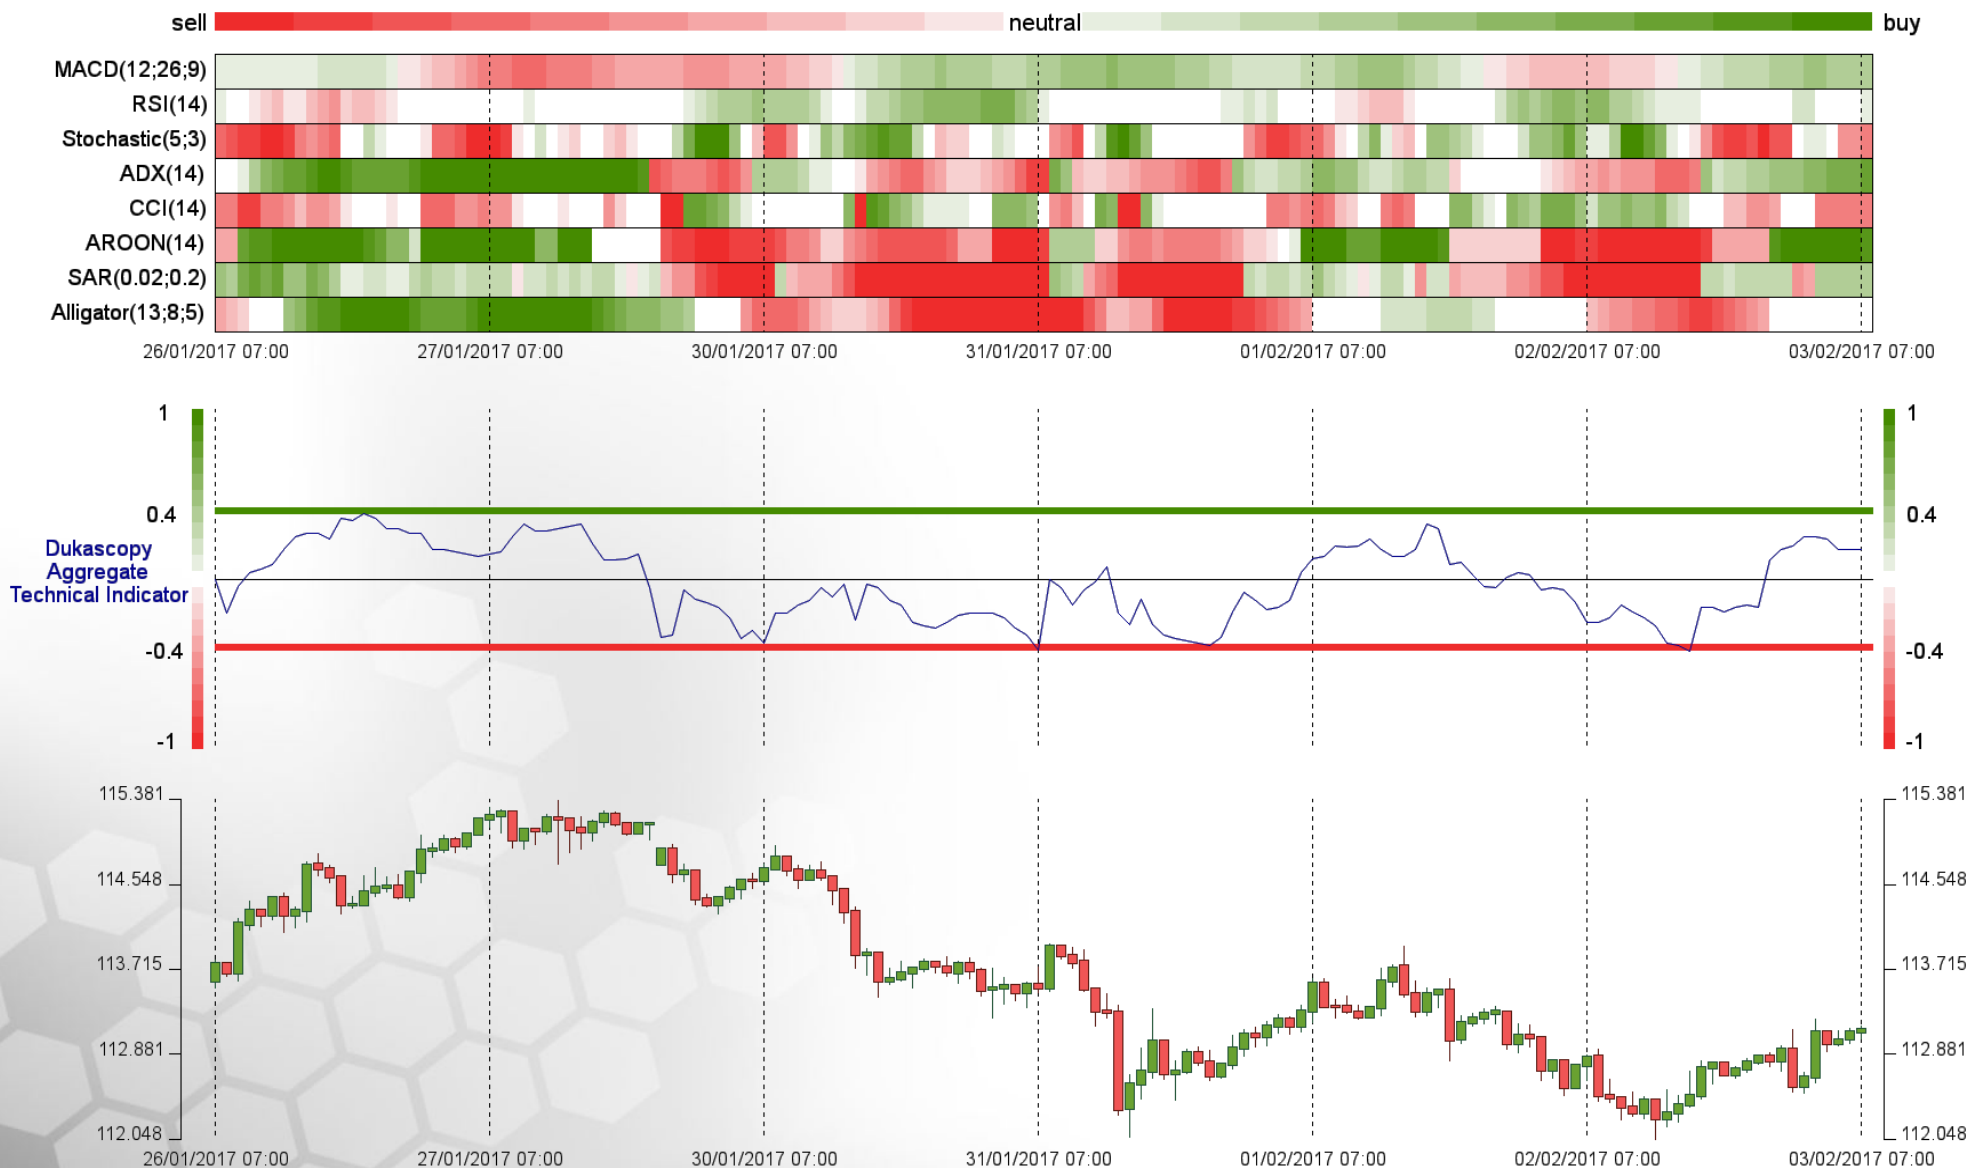 sell neutral buy
MACD(12;26;9)
RSI(14)
Stochastic(5;3)
ADX(14)
CCI(14)
AROON(14)
SAR(0.02;0.2)
Alligator(13;8;5)
26/01/2017 07:00 27/01/2017 07:00 30/01/2017 07:00 31/01/2017 07:00 01/02/2017 07:00 02/02/2017 07:00 03/02/2017 07:00
1 1
0.4 0.4
Dukascopy
Aggregate
Technical Indicator
-0.4 -0.4
-1 -1
115.381 115.381
114.548 114.548
113.715 113.715
112.881 112.881
112.048 112.048
26/01/2017 07:00 27/01/2017 07:00 30/01/2017 07:00 31/01/2017 07:00 01/02/2017 07:00 02/02/2017 07:00 03/02/2017 07:00